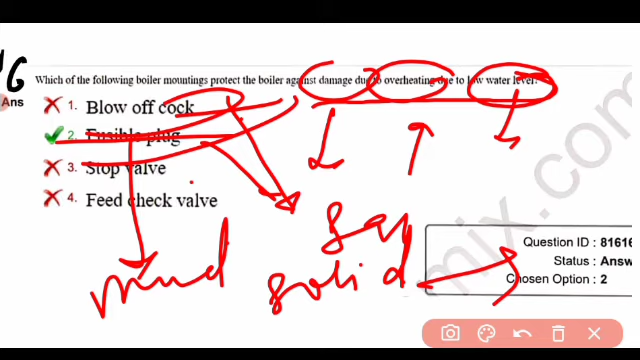 Which of the following boiler mountings protect the boiler against damage due to overheating due to low water level?
Ans
1. Blow off cock
2. Fusible plug
3. Stop valve
4. Feed check valve
mud
solid
mix.com
Question ID : 81616
Status : Answ
Chosen Option : 2